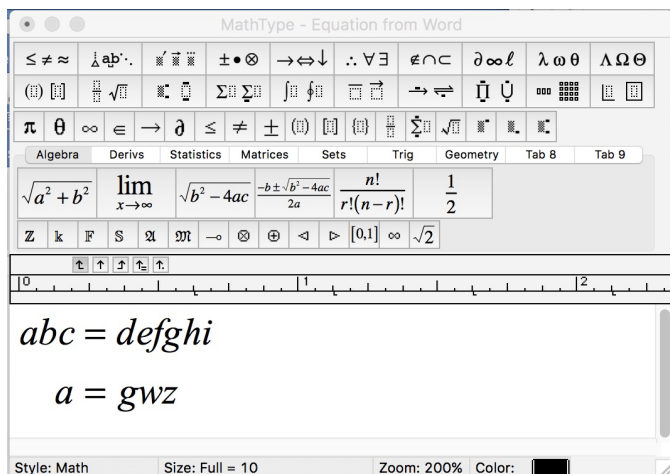 MathType - Equation from Word
≤ ≠ ≈ ∴ ∀ ∃ ± • ⊗ → ⇔ ↓ ∉ ∩ ⊂ ∂ ∞ ℓ λ ω θ Λ Ω Θ
π θ ∞ ∈ → ∂ ≤ ≠ ±
Algebra Derivs Statistics Matrices Sets Trig Geometry Tab 8 Tab 9
√(a² + b²) lim x→∞ √(b² − 4ac) (−b ± √(b² − 4ac))/2a n!/(r!(n − r)!) 1/2
ℤ 𝕜 𝔽 𝕊 𝔄 𝔐 ⊸ ⊗ ⊕ ⊲ ⊳ [0,1] ∞ √2
0 1 2
abc = defghi
a = gwz
Style: Math Size: Full = 10 Zoom: 200% Color: